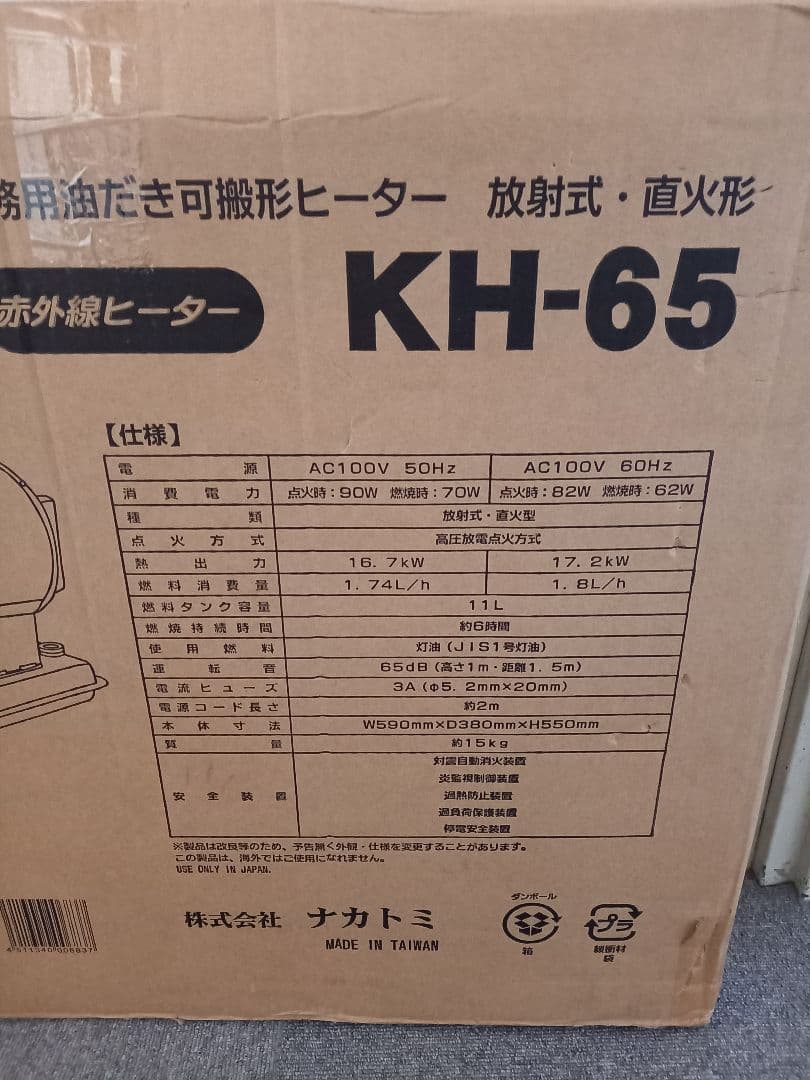 務用油だき可搬形ヒーター 放射式・直火形
赤外線ヒーター
KH-65
【仕様】
電源 AC100V 50Hz AC100V 60Hz
消費電力 点火時:90W 燃焼時:70W 点火時:82W 燃焼時:62W
種類 放射式・直火型
点火方式 高圧放電点火方式
熱出力 16.7kW 17.2kW
燃料消費量 1.74L/h 1.8L/h
燃料タンク容量 11L
燃焼持続時間 約6時間
使用燃料 灯油(JIS1号灯油)
運転音 65dB(高さ1m・距離1.5m)
電流ヒューズ 3A(φ5.2mm×20mm)
電源コード長さ 約2m
本体寸法 W590mm×D380mm×H550mm
質量 約15kg
安全装置 対震自動消火装置
炎監視制御装置
過熱防止装置
過負荷保護装置
停電安全装置
※製品は改良等のため、予告無く外観・仕様を変更することがあります。
この製品は、海外ではご使用になれません。
USE ONLY IN JAPAN.
株式会社 ナカトミ
MADE IN TAIWAN
ダンボール
箱
プラ
緩衝材
袋
4511340006837